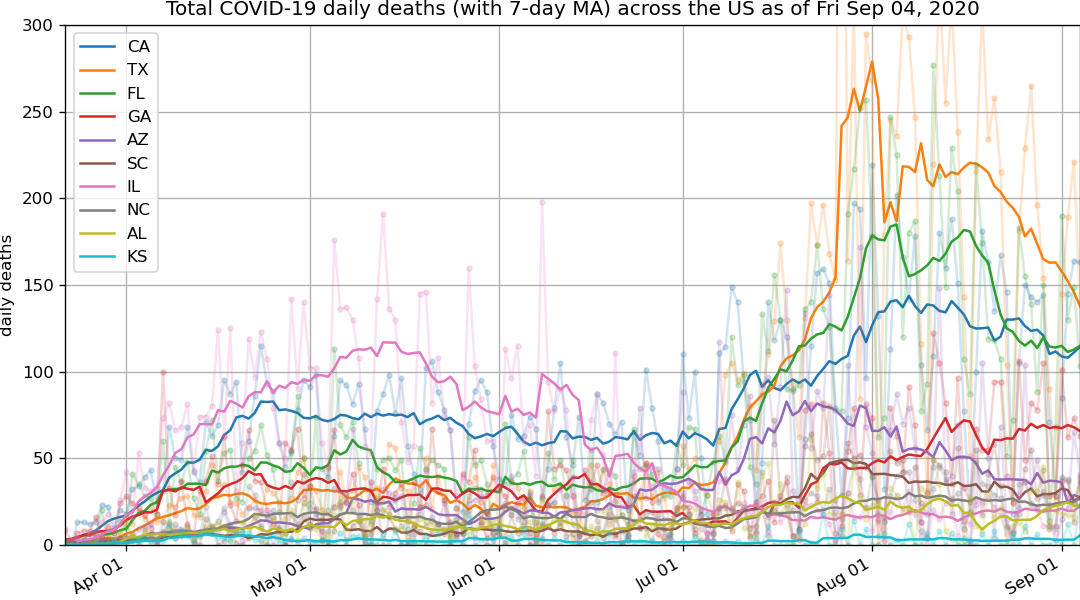 Total COVID-19 daily deaths (with 7-day MA) across the US as of Fri Sep 04, 2020
300
250
200
150
100
50
0
daily deaths
CA
TX
FL
GA
AZ
SC
IL
NC
AL
KS
Apr 01
May 01
Jun 01
Jul 01
Aug 01
Sep 01